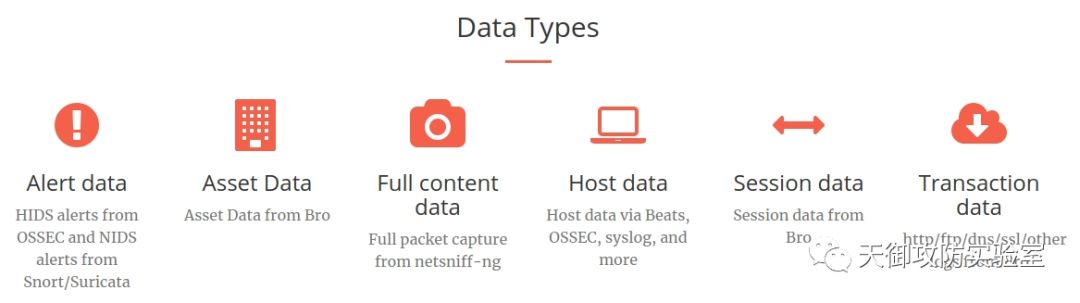 Data Types
Alert data
HIDS alerts from
OSSEC and NIDS
alerts from
Snort/Suricata
Asset Data
Asset Data from Bro
Full content
data
Full packet capture
from netsniff-ng
Host data
Host data via Beats,
OSSEC, syslog, and
more
Session data
Session data from
Bro
Transaction
data
http/ftp/dns/ssl/other
天御攻防实验室